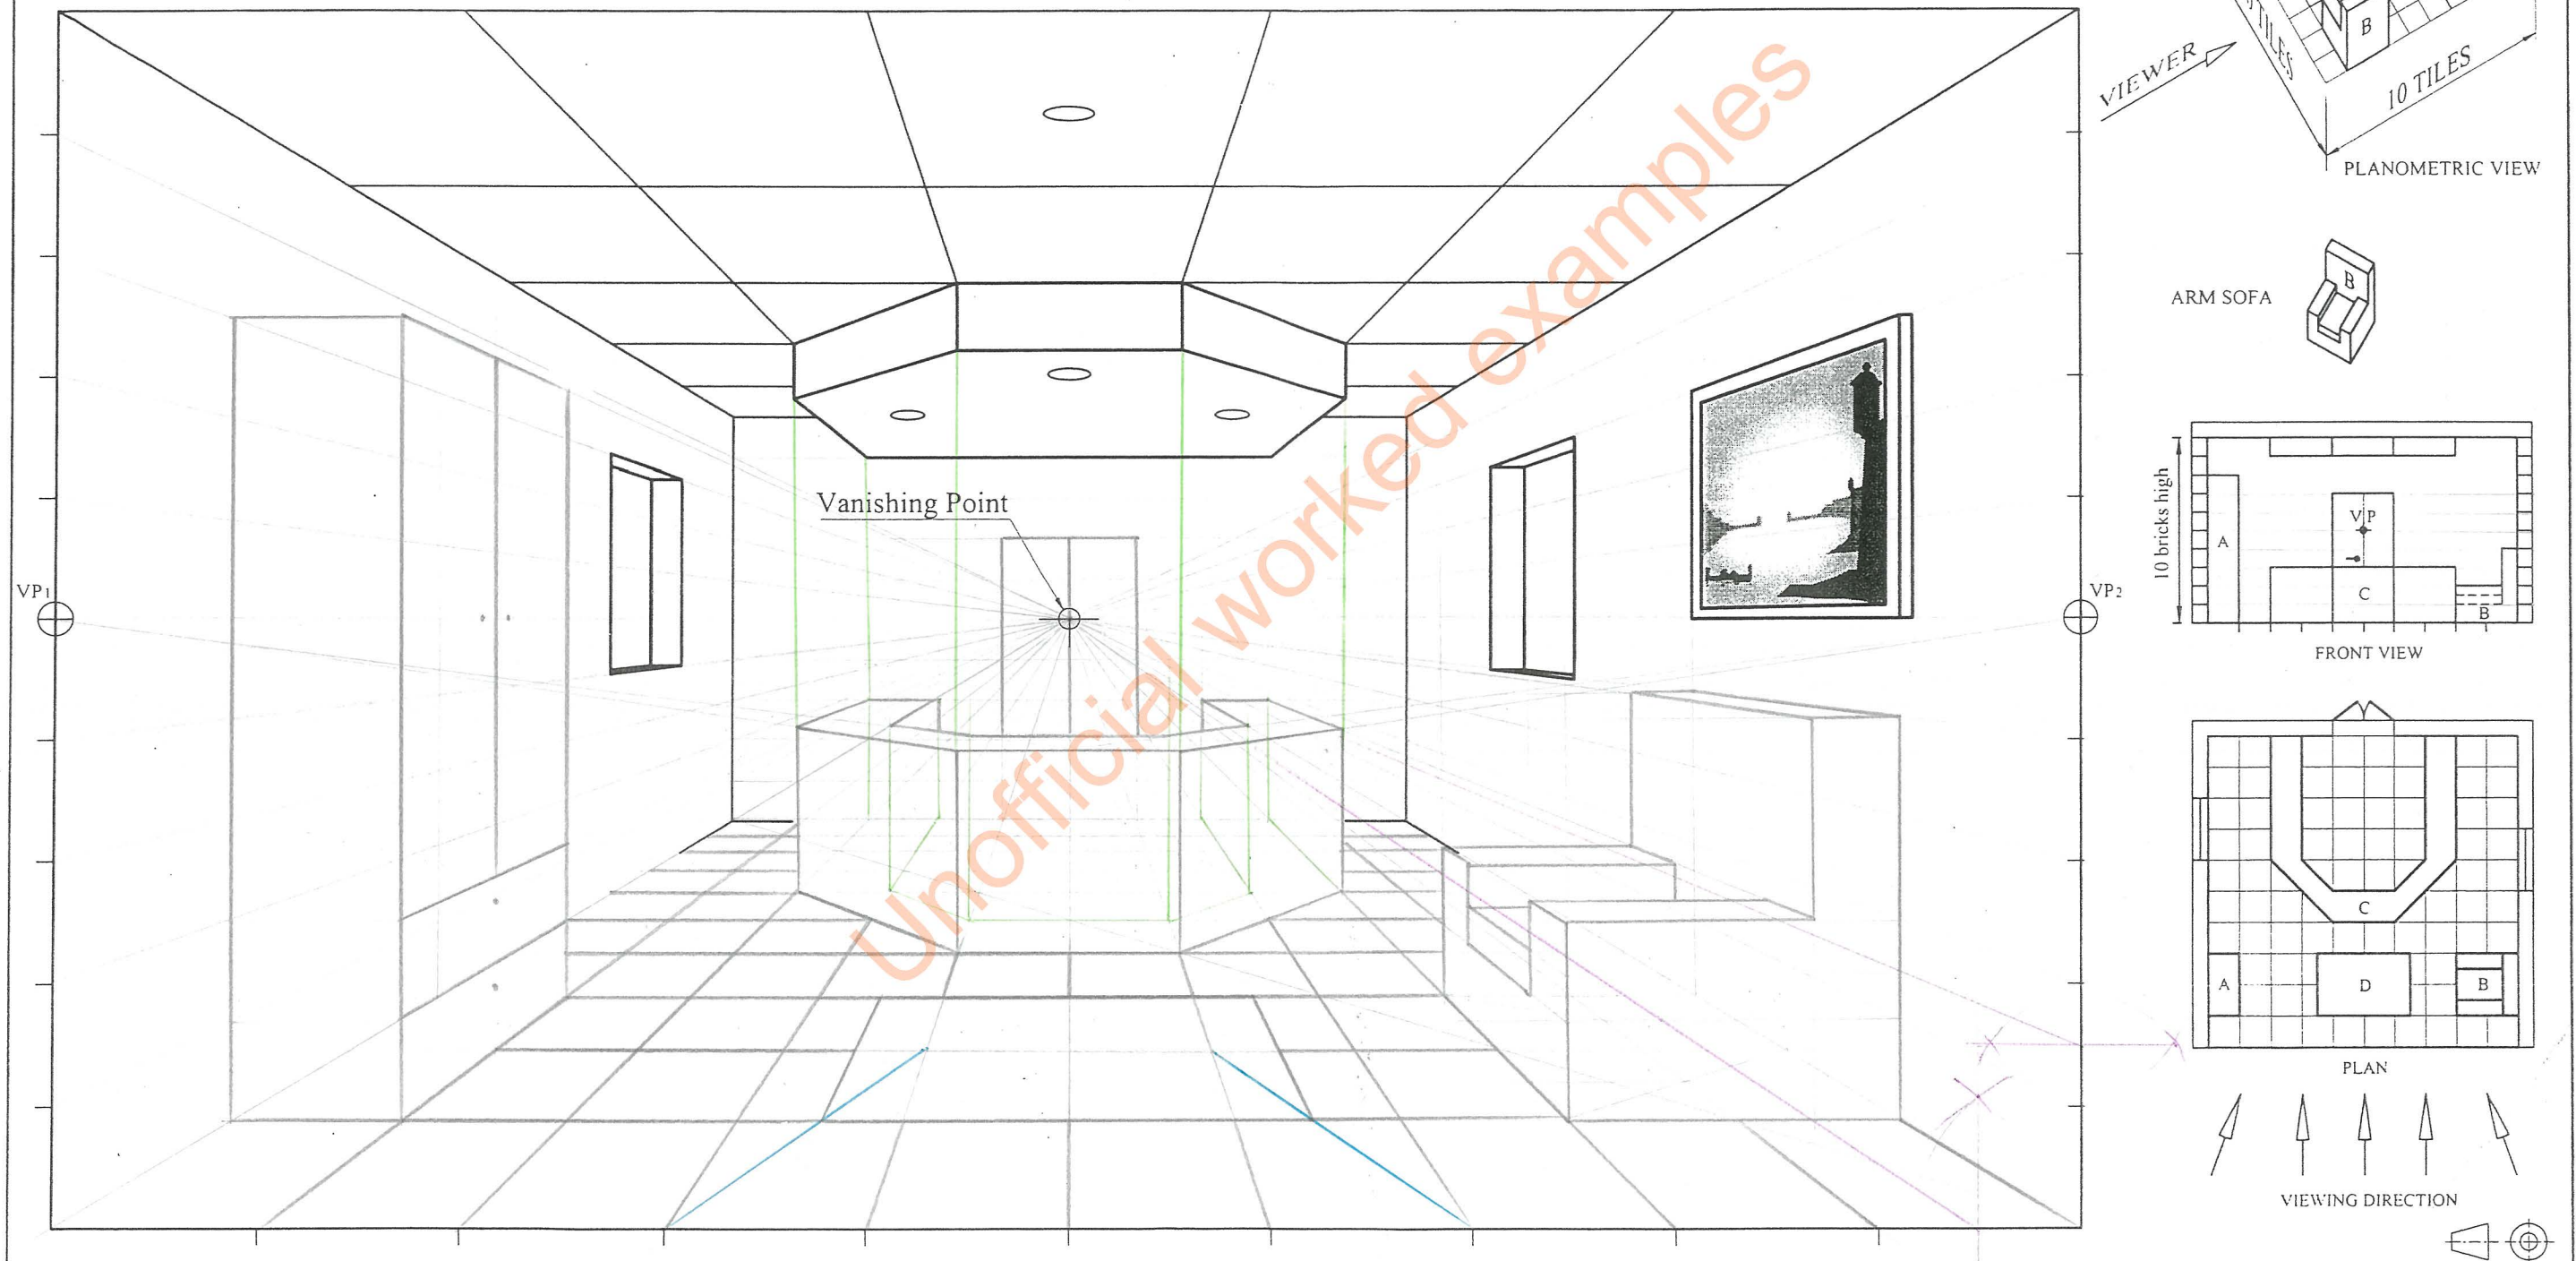 VIEWER
TILES
B
10 TILES
PLANOMETRIC VIEW
ARM SOFA
B
10 bricks high
A
VP
C
B
FRONT VIEW
Vanishing Point
VP1
VP2
C
A
D
B
PLAN
VIEWING DIRECTION
Unofficial worked examples